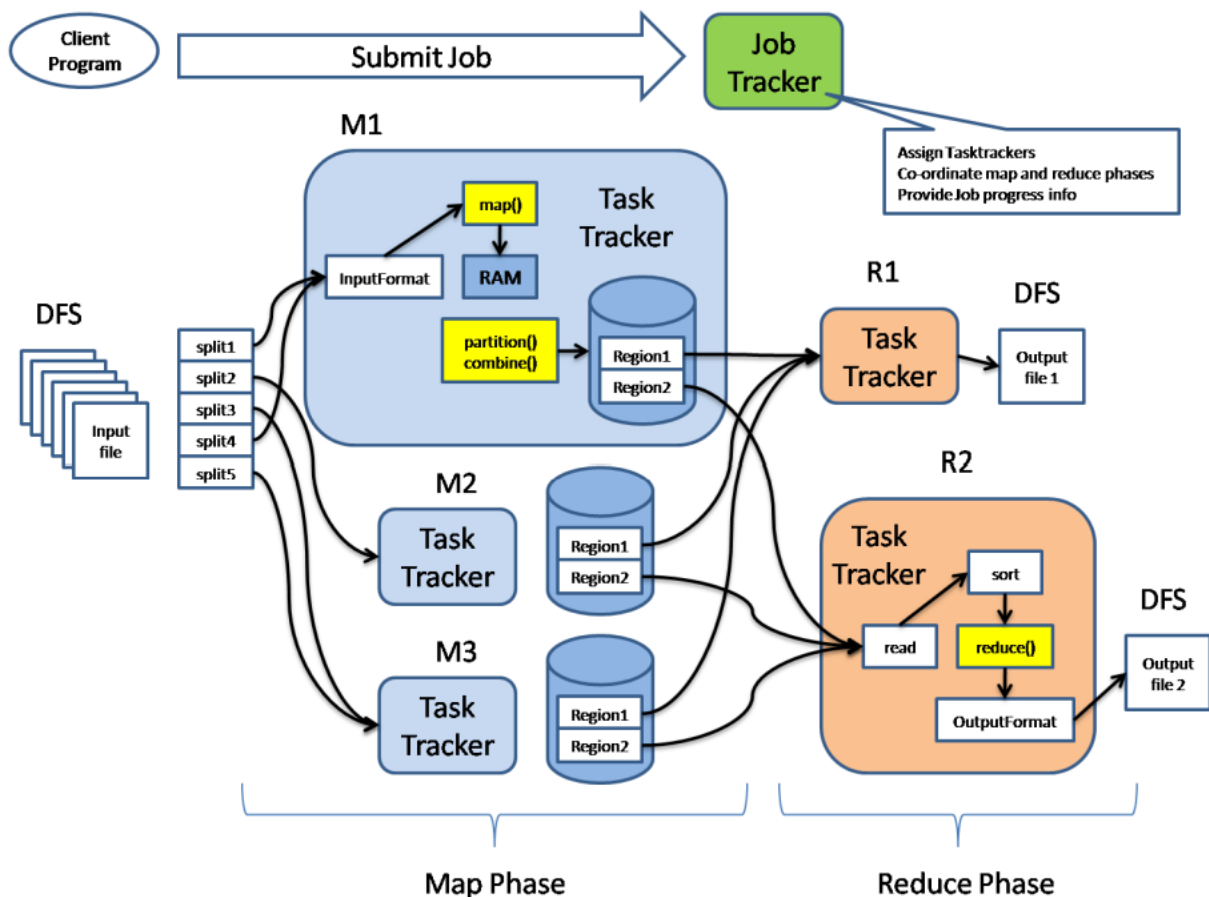 Client
Program
Submit Job
Job
Tracker
Assign Tasktrackers
Co-ordinate map and reduce phases
Provide Job progress info
M1
map()
Task
Tracker
InputFormat
RAM
partition()
combine()
Region1
Region2
DFS
Input
file
split1
split2
split3
split4
split5
M2
Task
Tracker
Region1
Region2
M3
Task
Tracker
Region1
Region2
R1
Task
Tracker
DFS
Output
file 1
R2
Task
Tracker
sort
read
reduce()
OutputFormat
DFS
Output
file 2
Map Phase
Reduce Phase